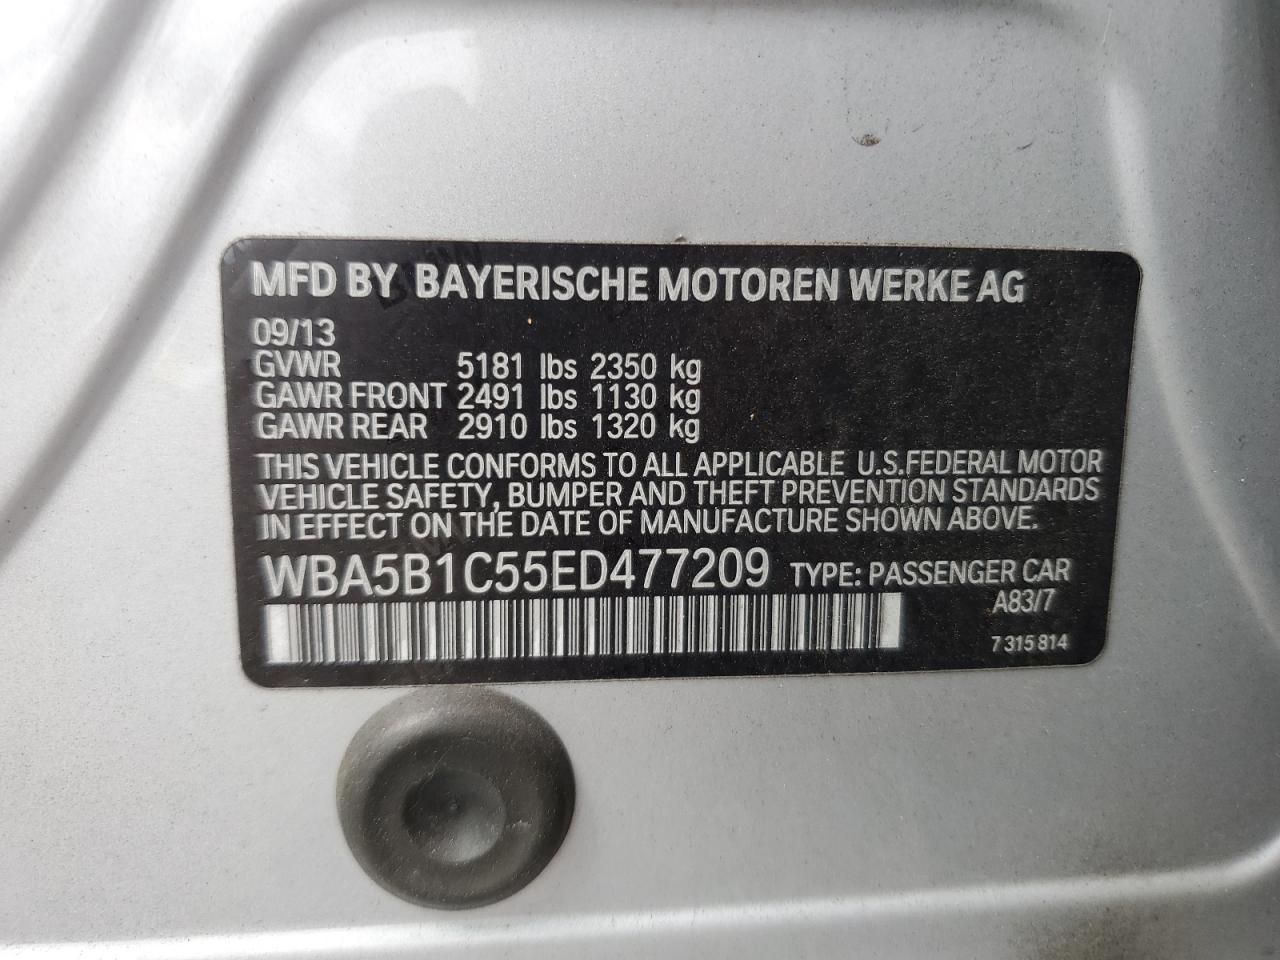 MFD BY BAYERISCHE MOTOREN WERKE AG
09/13
GVWR 5181 lbs 2350 kg
GAWR FRONT 2491 lbs 1130 kg
GAWR REAR 2910 lbs 1320 kg
THIS VEHICLE CONFORMS TO ALL APPLICABLE U.S.FEDERAL MOTOR
VEHICLE SAFETY, BUMPER AND THEFT PREVENTION STANDARDS
IN EFFECT ON THE DATE OF MANUFACTURE SHOWN ABOVE.
WBA5B1C55ED477209 TYPE: PASSENGER CAR
A83/7
7 315 814